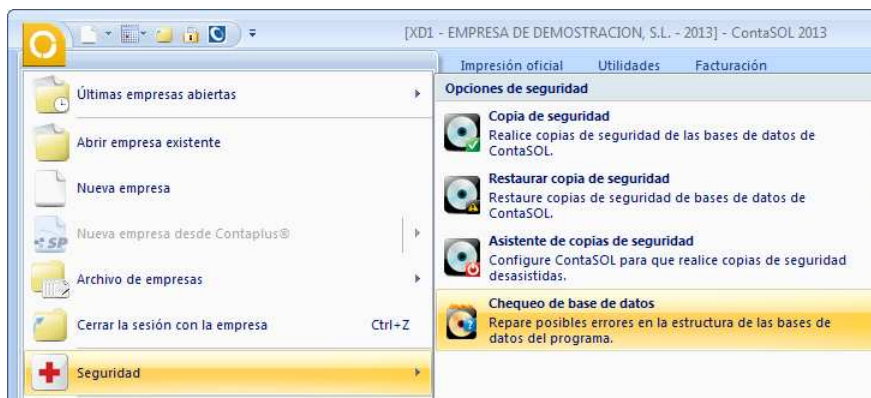 [XD1 - EMPRESA DE DEMOSTRACION, S.L. - 2013] - ContaSOL 2013
Impresión oficial Utilidades Facturación
Últimas empresas abiertas
Abrir empresa existente
Nueva empresa
SP
Nueva empresa desde Contaplus®
Archivo de empresas
Cerrar la sesión con la empresa Ctrl+Z
Seguridad
Opciones de seguridad
Copia de seguridad
Realice copias de seguridad de las bases de datos de
ContaSOL.
Restaurar copia de seguridad
Restaure copias de seguridad de bases de datos de
ContaSOL.
Asistente de copias de seguridad
Configure ContaSOL para que realice copias de seguridad
desasistidas.
Chequeo de base de datos
Repare posibles errores en la estructura de las bases de
datos del programa.